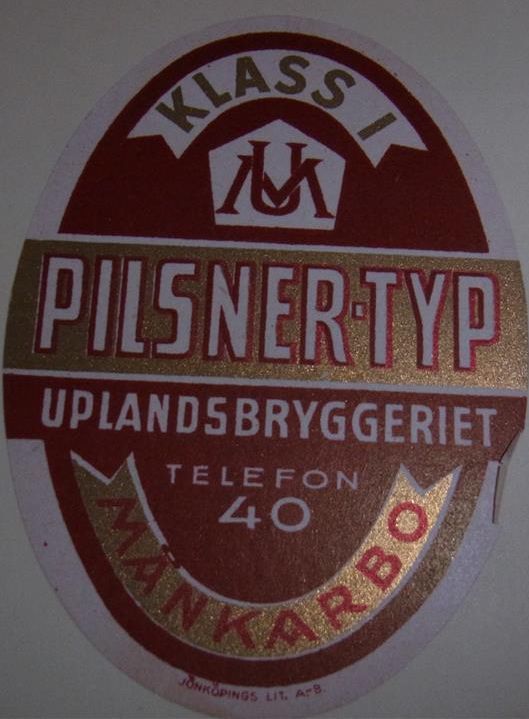 KLASS I
UM
PILSNER-TYP
UPLANDSBRYGGERIET
TELEFON
40
MÅNKARBO
JÖNKÖPINGS LIT. A.-B.